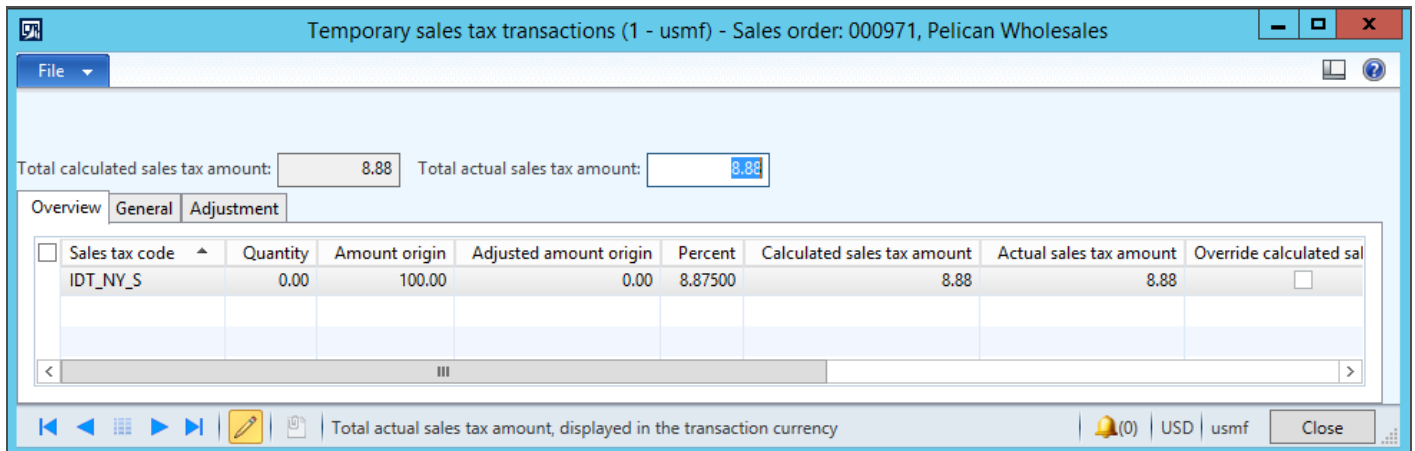 Temporary sales tax transactions (1 - usmf) - Sales order: 000971, Pelican Wholesales
File
Total calculated sales tax amount: 8.88 Total actual sales tax amount: 8.88
Overview General Adjustment
Sales tax code Quantity Amount origin Adjusted amount origin Percent Calculated sales tax amount Actual sales tax amount Override calculated sal
IDT_NY_S 0.00 100.00 0.00 8.87500 8.88 8.88
Total actual sales tax amount, displayed in the transaction currency (0) USD usmf Close